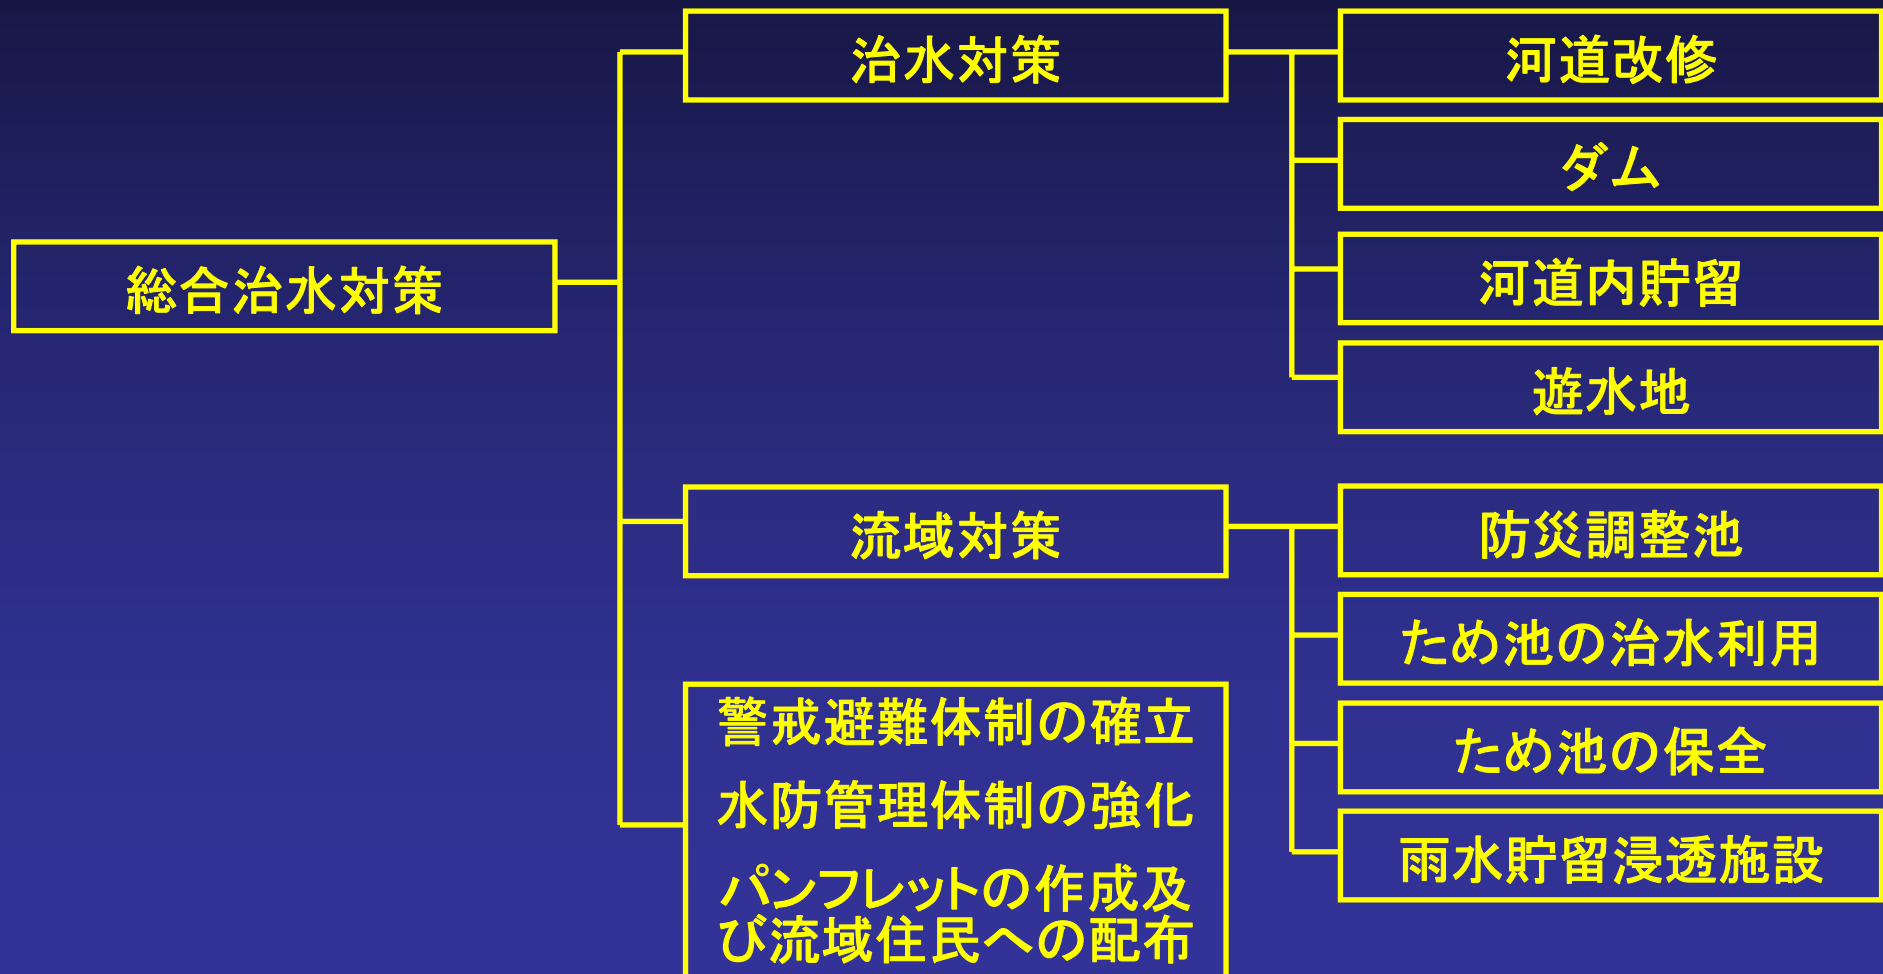 総合治水対策
治水対策
河道改修
ダム
河道内貯留
遊水地
流域対策
防災調整池
ため池の治水利用
ため池の保全
雨水貯留浸透施設
警戒避難体制の確立
水防管理体制の強化
パンフレットの作成及
び流域住民への配布